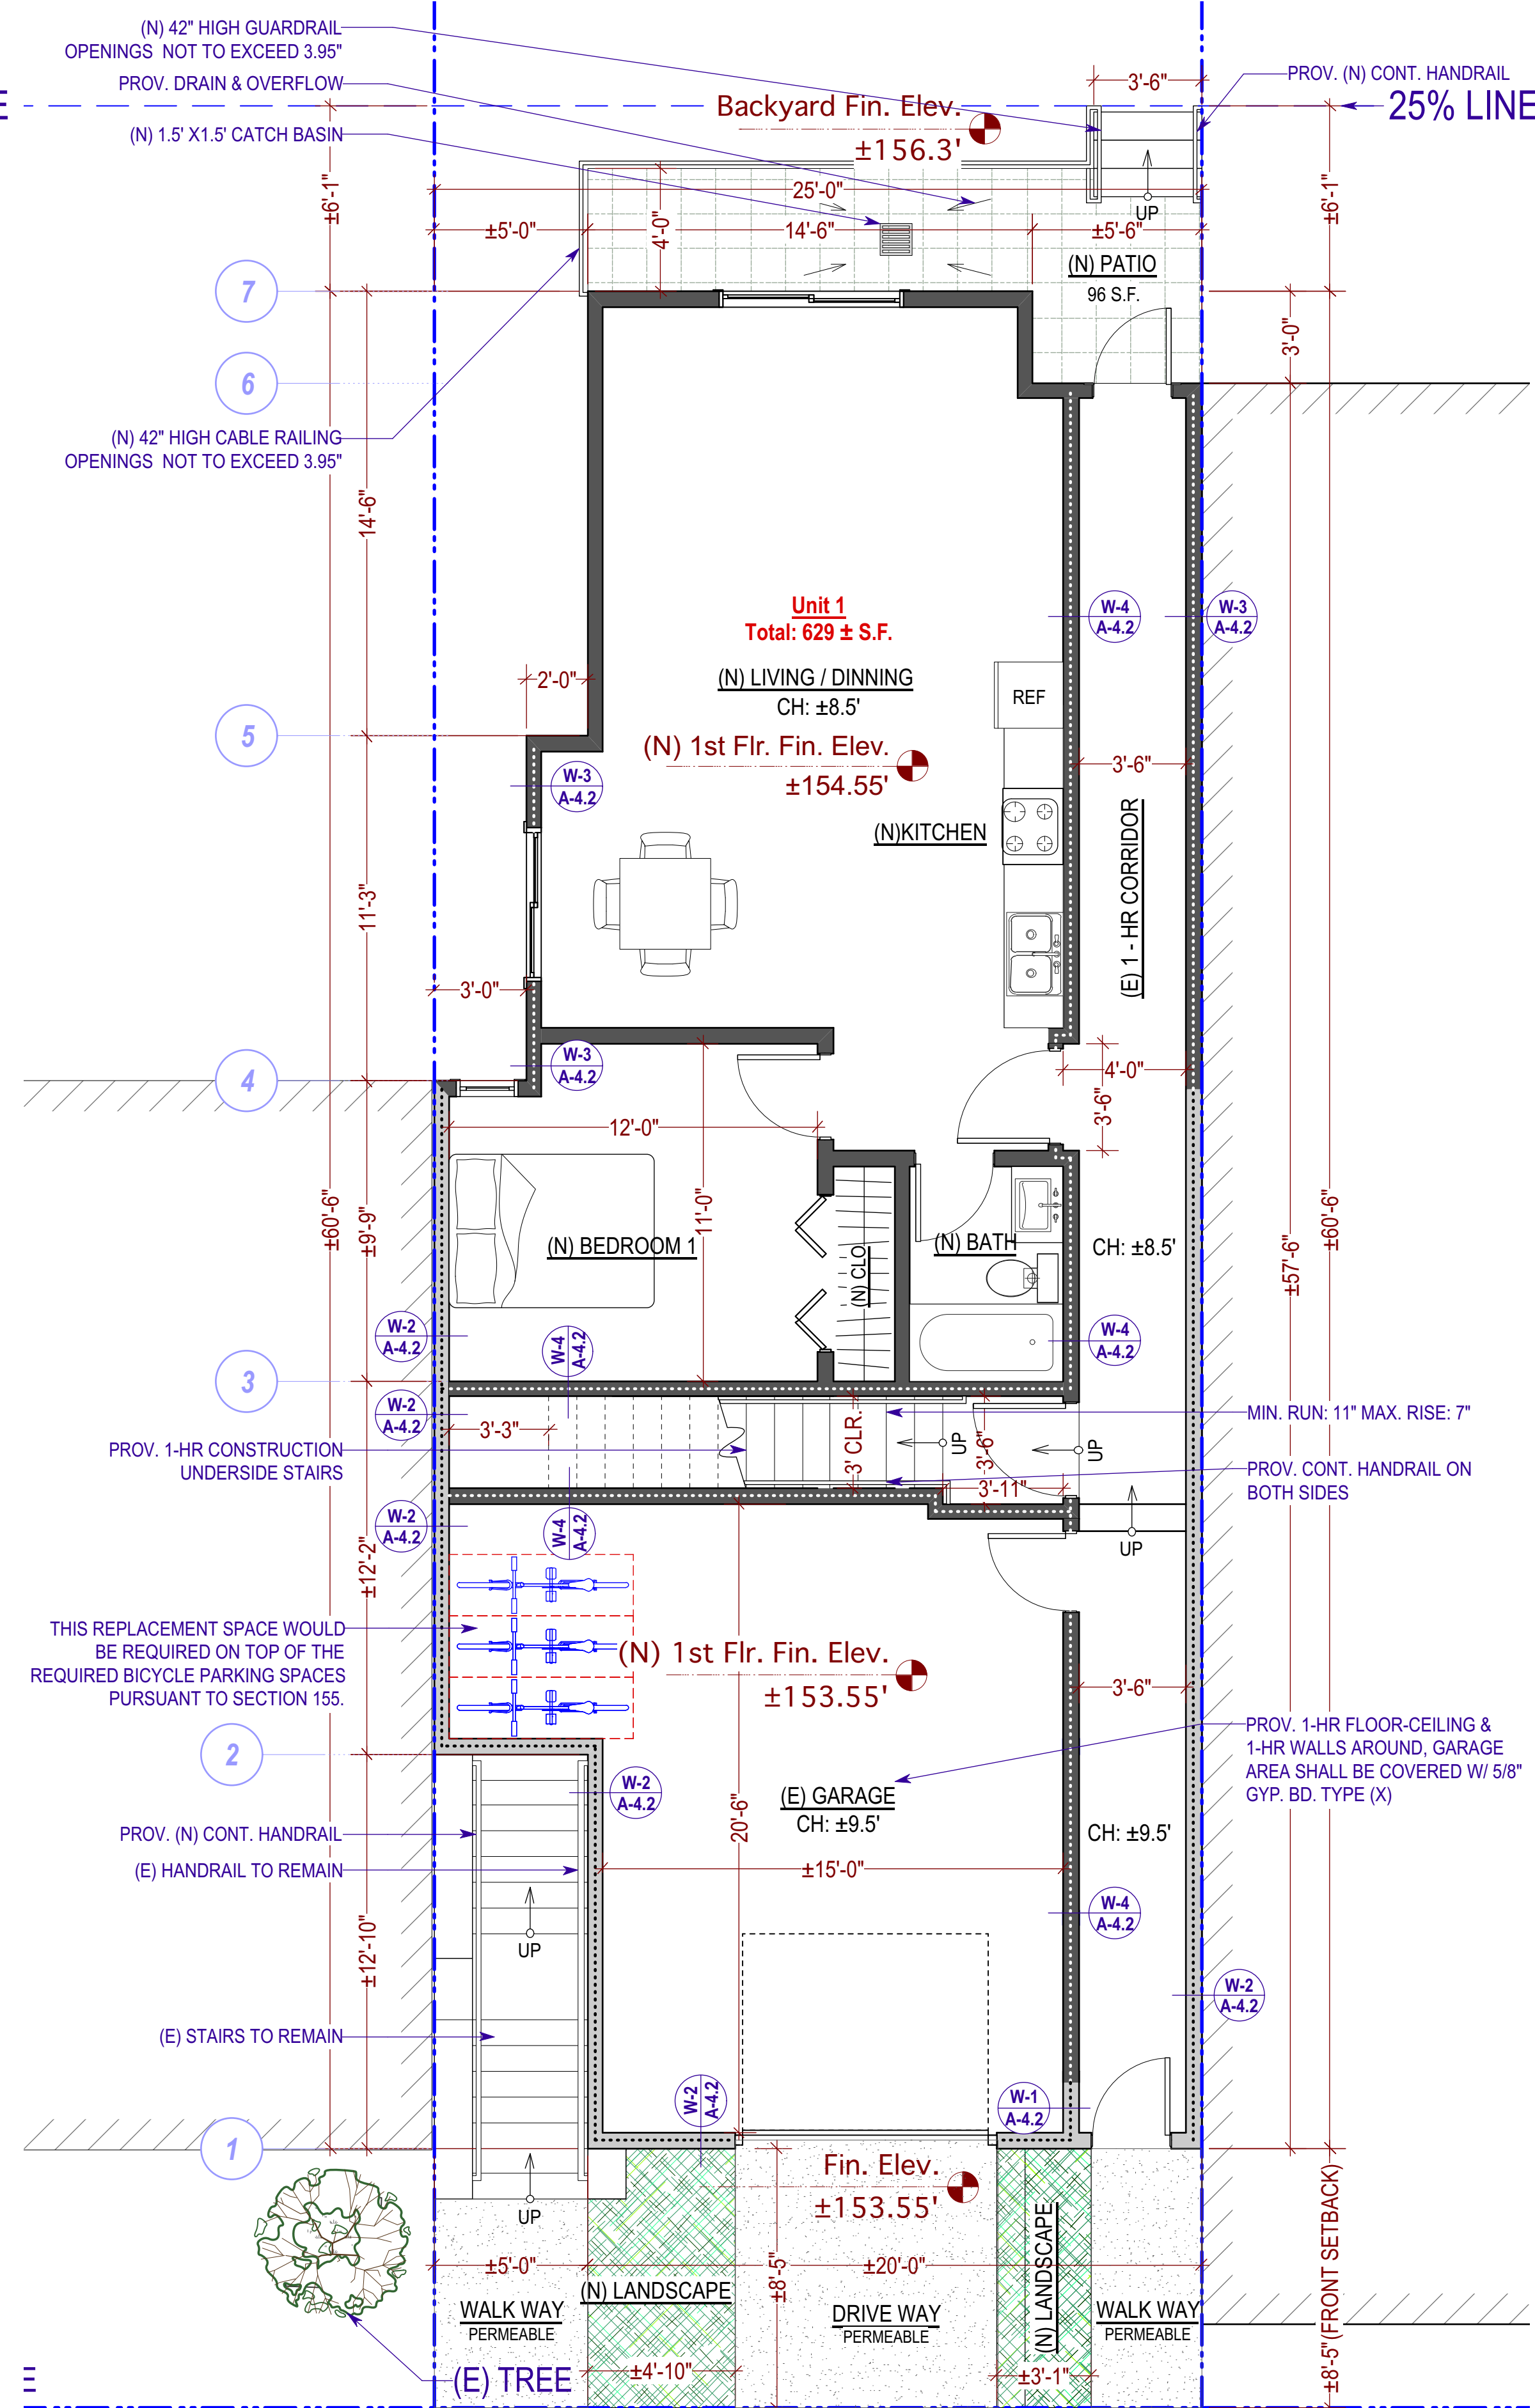 (N) 42" HIGH GUARDRAIL
OPENINGS NOT TO EXCEED 3.95"
PROV. DRAIN & OVERFLOW
(N) 1.5' X1.5' CATCH BASIN
3'-6"
PROV. (N) CONT. HANDRAIL
25% LINE
E
Backyard Fin. Elev.
±156.3'
±6'-1"
25'-0"
±6'-1"
±5'-0"
4'-0"
14'-6"
±5'-6"
UP
(N) PATIO
96 S.F.
7
3'-0"
6
(N) 42" HIGH CABLE RAILING
OPENINGS NOT TO EXCEED 3.95"
14'-6"
Unit 1
Total: 629 ± S.F.
W-4
A-4.2
W-3
A-4.2
2'-0"
(N) LIVING / DINNING
CH: ±8.5'
REF
5
(N) 1st Flr. Fin. Elev.
±154.55'
3'-6"
W-3
A-4.2
(N)KITCHEN
(E) 1 - HR CORRIDOR
11'-3"
3'-0"
4
W-3
A-4.2
4'-0"
3'-6"
12'-0"
11'-0"
±60'-6"
±9'-9"
(N) BEDROOM 1
(N) CLO
(N) BATH
CH: ±8.5'
±57'-6"
±60'-6"
W-2
A-4.2
W-4
A-4.2
W-4
A-4.2
3
W-2
A-4.2
3'-3"
3' CLR.
UP
3'-6"
UP
3'-11"
MIN. RUN: 11" MAX. RISE: 7"
PROV. 1-HR CONSTRUCTION
UNDERSIDE STAIRS
PROV. CONT. HANDRAIL ON
BOTH SIDES
W-2
A-4.2
W-4
A-4.2
UP
±12'-2"
THIS REPLACEMENT SPACE WOULD
BE REQUIRED ON TOP OF THE
REQUIRED BICYCLE PARKING SPACES
PURSUANT TO SECTION 155.
(N) 1st Flr. Fin. Elev.
±153.55'
3'-6"
2
PROV. 1-HR FLOOR-CEILING &
1-HR WALLS AROUND, GARAGE
AREA SHALL BE COVERED W/ 5/8"
GYP. BD. TYPE (X)
W-2
A-4.2
(E) GARAGE
CH: ±9.5'
20'-6"
CH: ±9.5'
PROV. (N) CONT. HANDRAIL
(E) HANDRAIL TO REMAIN
±15'-0"
W-4
A-4.2
UP
±12'-10"
W-2
A-4.2
(E) STAIRS TO REMAIN
W-2
A-4.2
W-1
A-4.2
1
Fin. Elev.
±153.55'
UP
±5'-0"
±8'-5"
±20'-0"
(N) LANDSCAPE
(N) LANDSCAPE
WALK WAY
PERMEABLE
DRIVE WAY
PERMEABLE
WALK WAY
PERMEABLE
±8'-5" (FRONT SETBACK)
±4'-10"
±3'-1"
(E) TREE
E